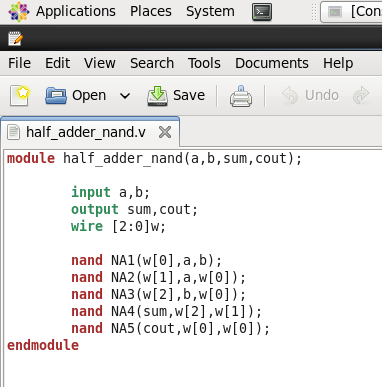 Applications Places System [Con
File Edit View Search Tools Documents Help
Open Save Undo
half_adder_nand.v
module half_adder_nand(a,b,sum,cout);
input a,b;
output sum,cout;
wire [2:0]w;
nand NA1(w[0],a,b);
nand NA2(w[1],a,w[0]);
nand NA3(w[2],b,w[0]);
nand NA4(sum,w[2],w[1]);
nand NA5(cout,w[0],w[0]);
endmodule